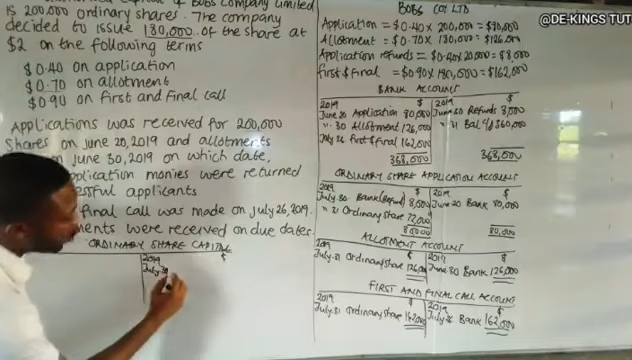 BOBS Company limited
is 200,000 ordinary shares. The company
decided to issue 180,000 of the share at
$2 on the following terms
$0.40 on application
$0.70 on allotment
$0.90 on first and final call
Applications was received for 200,000
Shares on june 20, 2019 and allotments
june 30, 2019 on which date,
pplication monies were returned
essful applicants
final call was made on july 26, 2019.
ents were received on due dates
ORDINARY SHARE CAPITAL
$
2019
July 30
BOBS CO! LTD
@DE-KINGS TUT
Application = $0.40 × 200,000 = $80,000
Allotment = $0.70 × 180,000 = $126,000
Application refunds = $0.40 × 20,000 = $8,000
first & final = $0.90 × 180,000 = $162,000
BANK ACCOUNT
2019 $ 2019 $
June 20 Application 80,000 June 30 Refunds 8,000
" 30 Allotment 126,000 " 31 Bal c/d 360,000
July 26 first & final 162,000
368,000 368,000
ORDINARY SHARE APPLICATION ACCOUNT
2019 $ 2019 $
July 30 Bank (Refund) 8,000 June 20 Bank 80,000
" 31 Ordinary share 72,000
80000 80,000
ALLOTMENT ACCOUNT
2019 $ 2019 $
July 31 Ordinary share 126,000 June 30 Bank 126,000
FIRST AND FINAL CALL ACCOUNT
2019 $ 2019 $
July 31 Ordinary share 162,000 July 26 Bank 162,000